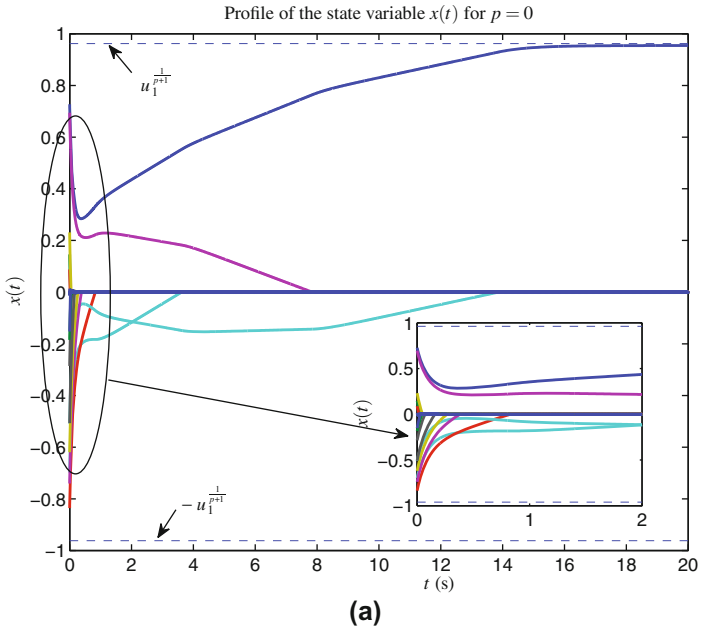 Profile of the state variable x(t) for p = 0
1
0.8
0.6
0.4
0.2
0
−0.2
−0.4
−0.6
−0.8
−1
x(t)
u_1^{\frac{1}{p+1}}
− u_1^{\frac{1}{p+1}}
1
0.5
0
−0.5
−1
x(t)
0 1 2
0 2 4 6 8 10 12 14 16 18 20
t (s)
(a)